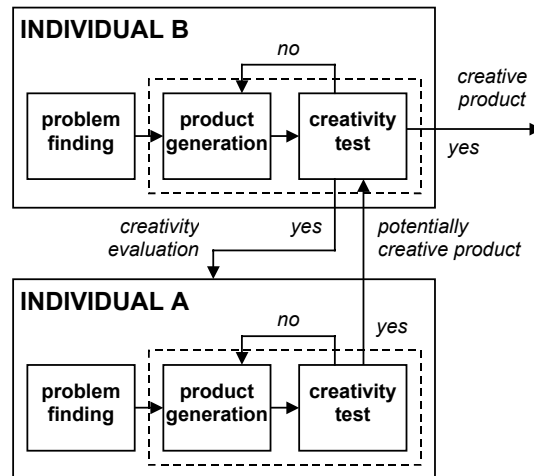 INDIVIDUAL B
no
problem
finding
product
generation
creativity
test
creative
product
yes
creativity
evaluation
yes
potentially
creative product
INDIVIDUAL A
no
yes
problem
finding
product
generation
creativity
test